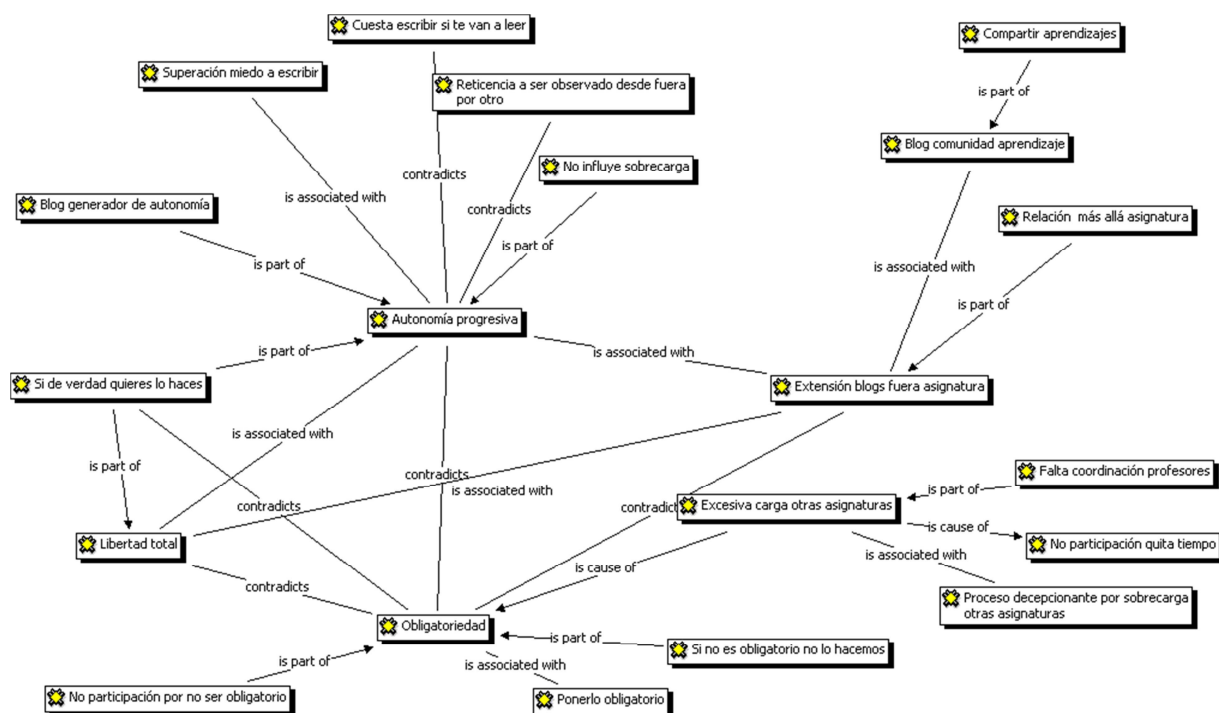 Cuesta escribir si te van a leer
Compartir aprendizajes
Superación miedo a escribir
Reticencia a ser observado desde fuera
por otro
is part of
Blog comunidad aprendizaje
No influye sobrecarga
contradicts
is associated with
Blog generador de autonomía
contradicts
Relación más allá asignatura
is part of
is part of
is associated with
is part of
Autonomía progresiva
is part of
is associated with
Si de verdad quieres lo haces
Extensión blogs fuera asignatura
is associated with
is part of
contradicts
Falta coordinación profesores
is associated with
is part of
contradicts
contradict
Excesiva carga otras asignaturas
is cause of
Libertad total
No participación quita tiempo
is associated with
is cause of
contradicts
Proceso decepcionante por sobrecarga
otras asignaturas
Obligatoriedad
is part of
Si no es obligatorio no lo hacemos
is part of
is associated with
No participación por no ser obligatorio
Ponerlo obligatorio